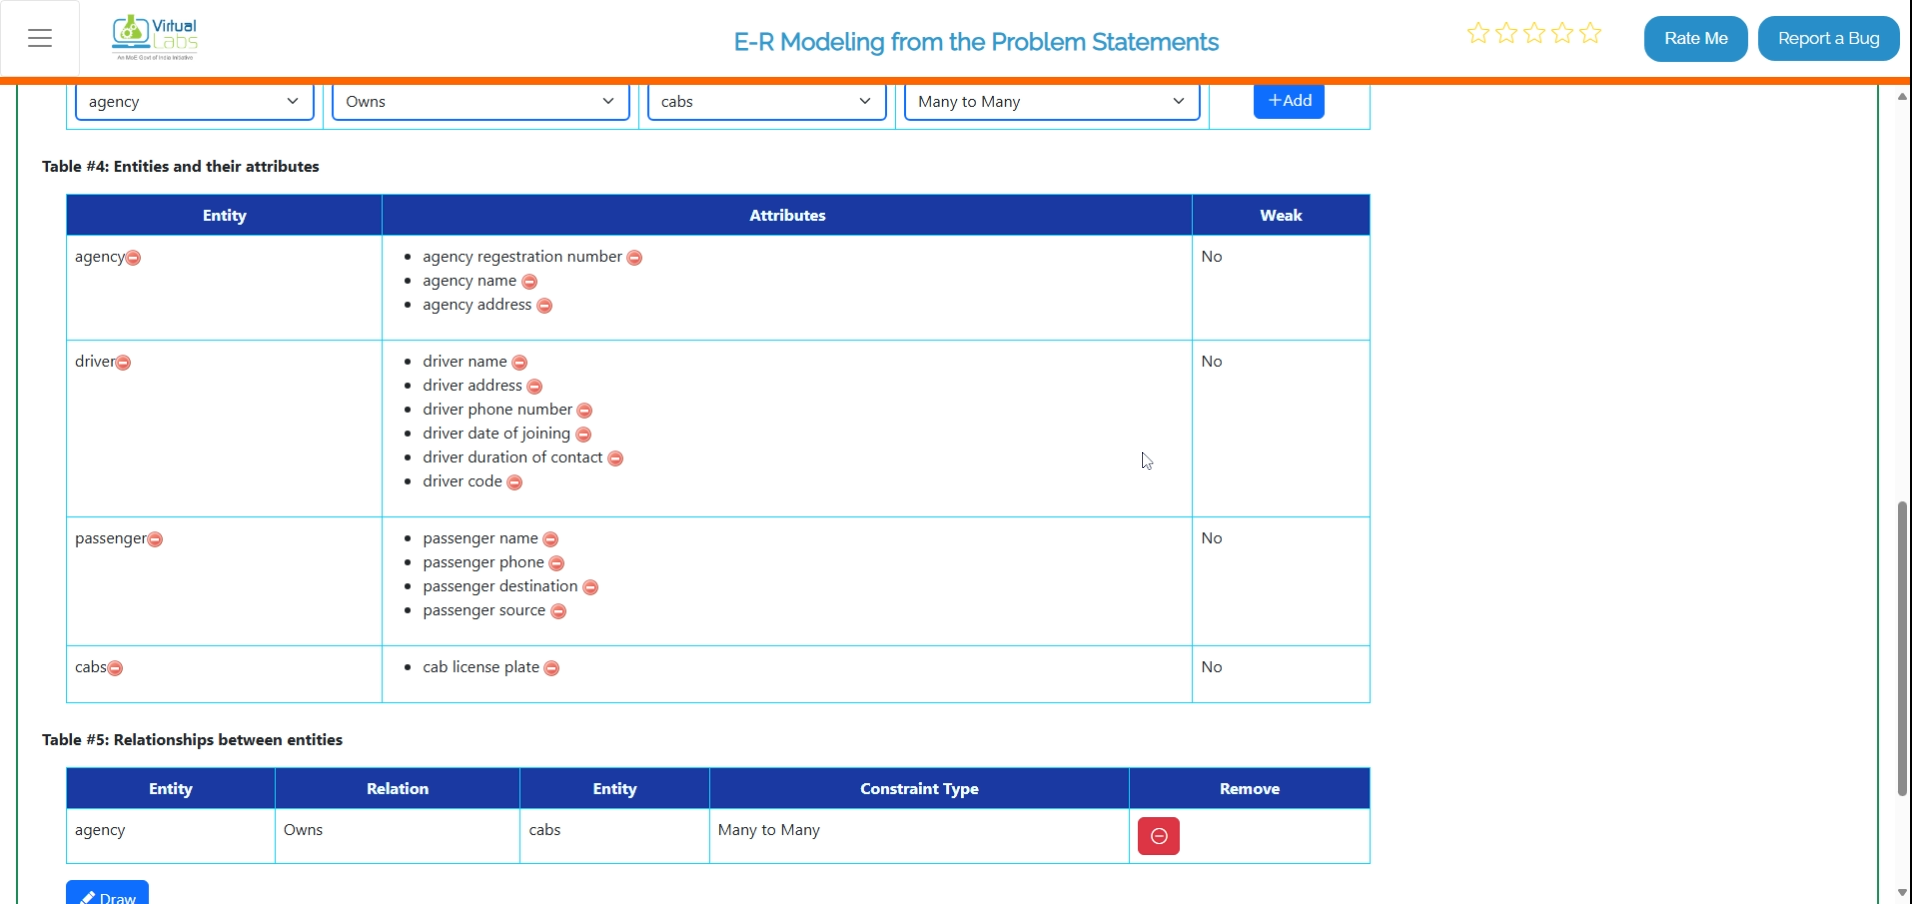 Virtual Labs
An MoE Govt of India Initiative
E-R Modeling from the Problem Statements
Rate Me
Report a Bug
agency Owns cabs Many to Many +Add
Table #4: Entities and their attributes
Entity Attributes Weak
agency agency regestration number No
agency name
agency address
driver driver name No
driver address
driver phone number
driver date of joining
driver duration of contact
driver code
passenger passenger name No
passenger phone
passenger destination
passenger source
cabs cab license plate No
Table #5: Relationships between entities
Entity Relation Entity Constraint Type Remove
agency Owns cabs Many to Many
Draw